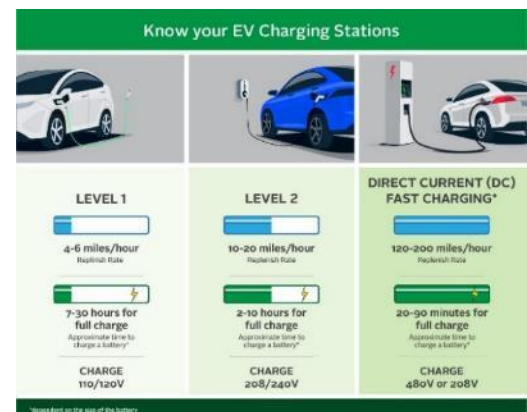 Know your EV Charging Stations
LEVEL 1
4-6 miles/hour
Replinish Rate
7-30 hours for
full charge
Approximate time to
charge a battery*
CHARGE
110/120V
LEVEL 2
10-20 miles/hour
Replenish Rate
2-10 hours for
full charge
Approximate time to
charge a battery*
CHARGE
208/240V
DIRECT CURRENT (DC)
FAST CHARGING*
120-200 miles/hour
Replenish Rate
20-90 minutes for
full charge
Approximate time to
charge a battery*
CHARGE
480V or 208V
*dependent on the size of the battery